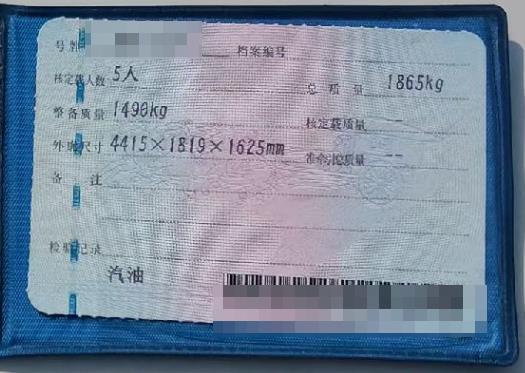 号牌 档案编号
核定载人数 5人 总质量 1865kg
整备质量 1490kg 核定载质量 --
外廓尺寸 4415×1819×1625mm 准牵引总质量 --
备注
检验记录
汽油